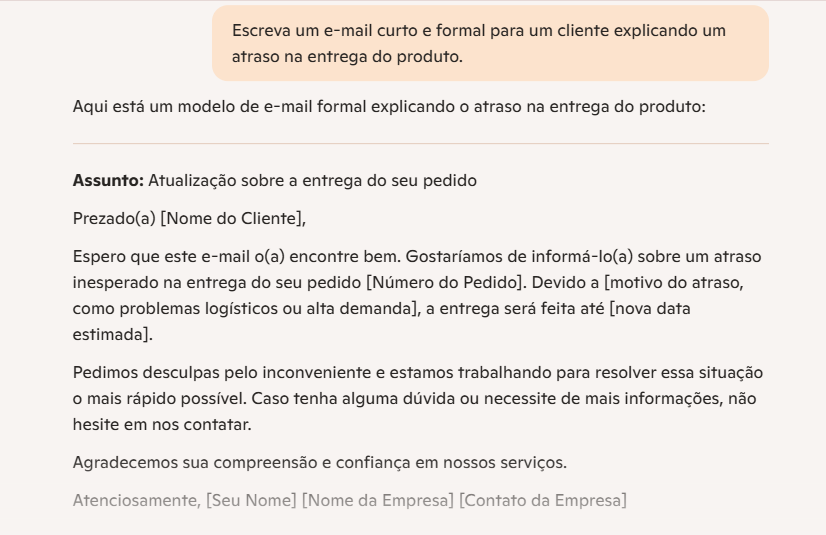 Escreva um e-mail curto e formal para um cliente explicando um
atraso na entrega do produto.
Aqui está um modelo de e-mail formal explicando o atraso na entrega do produto:
Assunto: Atualização sobre a entrega do seu pedido
Prezado(a) [Nome do Cliente],
Espero que este e-mail o(a) encontre bem. Gostaríamos de informá-lo(a) sobre um atraso
inesperado na entrega do seu pedido [Número do Pedido]. Devido a [motivo do atraso,
como problemas logísticos ou alta demanda], a entrega será feita até [nova data
estimada].
Pedimos desculpas pelo inconveniente e estamos trabalhando para resolver essa situação
o mais rápido possível. Caso tenha alguma dúvida ou necessite de mais informações, não
hesite em nos contatar.
Agradecemos sua compreensão e confiança em nossos serviços.
Atenciosamente, [Seu Nome] [Nome da Empresa] [Contato da Empresa]